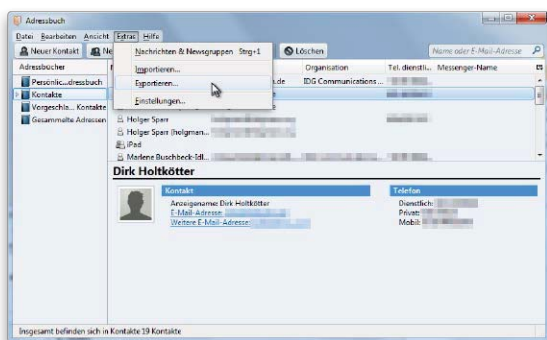 Adressbuch
Datei Bearbeiten Ansicht Extras Hilfe
Neuer Kontakt Ne Löschen Name oder E-Mail-Adresse
Nachrichten & Newsgruppen Strg+1
Importieren...
Exportieren...
Einstellungen...
Adressbücher Organisation Tel. dienstli... Messenger-Name
Persönlic...dressbuch .de IDG Communications ...
Kontakte
Vorgeschla... Kontakte
Gesammelte Adressen
Holger Sparr
Holger Sparr (holgman...
iPad
Marlene Buschbeck-Idl...
Dirk Holtkötter
Kontakt Telefon
Anzeigename: Dirk Holtkötter Dienstlich:
E-Mail-Adresse: Privat:
Weitere E-Mail-Adresse: Mobil:
Insgesamt befinden sich in Kontakte 19 Kontakte